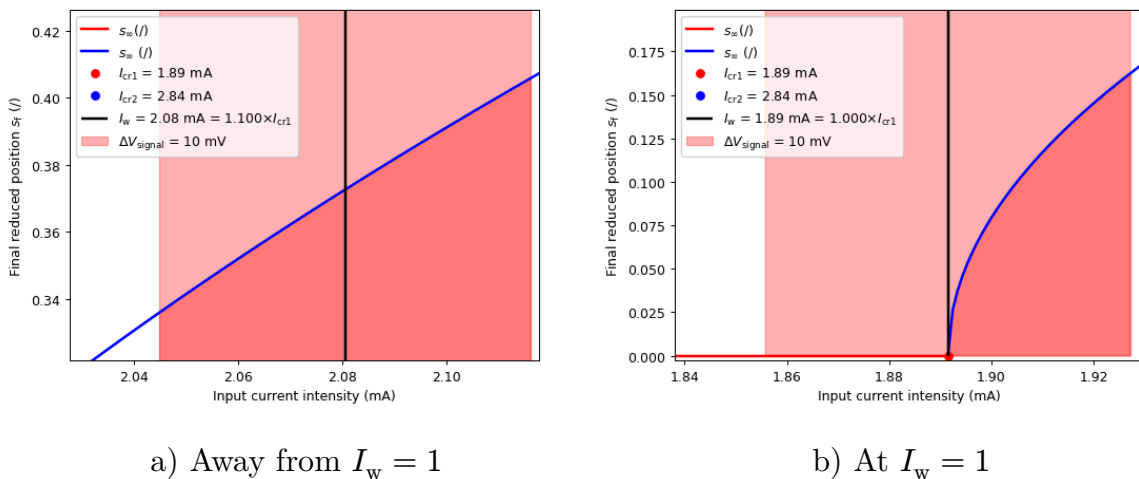 s∞(/)
s∞ (/)
Icr1 = 1.89 mA
Icr2 = 2.84 mA
Iw = 2.08 mA = 1.100×Icr1
ΔVsignal = 10 mV
Final reduced position sf (/)
0.42
0.40
0.38
0.36
0.34
2.04
2.06
2.08
2.10
Input current intensity (mA)
a) Away from Iw = 1
s∞(/)
s∞ (/)
Icr1 = 1.89 mA
Icr2 = 2.84 mA
Iw = 1.89 mA = 1.000×Icr1
ΔVsignal = 10 mV
Final reduced position sf (/)
0.175
0.150
0.125
0.100
0.075
0.050
0.025
0.000
1.84
1.86
1.88
1.90
1.92
Input current intensity (mA)
b) At Iw = 1